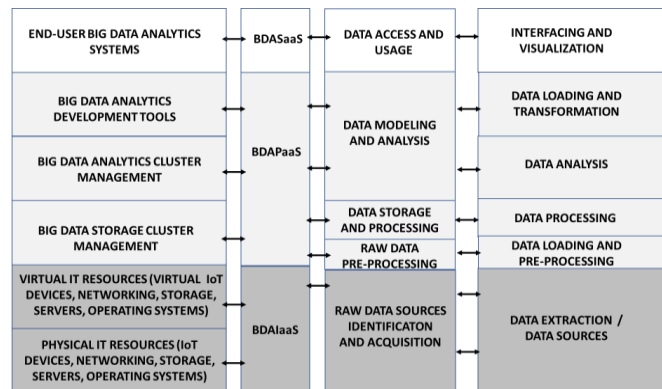 END-USER BIG DATA ANALYTICS
SYSTEMS
BDASaaS
DATA ACCESS AND
USAGE
INTERFACING AND
VISUALIZATION
BIG DATA ANALYTICS
DEVELOPMENT TOOLS
BIG DATA ANALYTICS CLUSTER
MANAGEMENT
BIG DATA STORAGE CLUSTER
MANAGEMENT
BDAPaaS
DATA MODELING
AND ANALYSIS
DATA STORAGE
AND PROCESSING
RAW DATA
PRE-PROCESSING
DATA LOADING AND
TRANSFORMATION
DATA ANALYSIS
DATA PROCESSING
DATA LOADING AND
PRE-PROCESSING
VIRTUAL IT RESOURCES (VIRTUAL IoT
DEVICES, NETWORKING, STORAGE,
SERVERS, OPERATING SYSTEMS)
PHYSICAL IT RESOURCES (IoT
DEVICES, NETWORKING, STORAGE,
SERVERS, OPERATING SYSTEMS)
BDAIaaS
RAW DATA SOURCES
IDENTIFICATON
AND ACQUISITION
DATA EXTRACTION /
DATA SOURCES